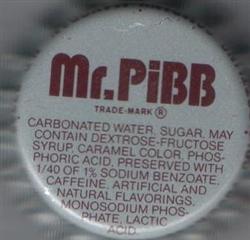 Mr.PiBB
TRADE-MARK ®
CARBONATED WATER, SUGAR, MAY
CONTAIN DEXTROSE-FRUCTOSE
SYRUP, CARAMEL COLOR, PHOS-
PHORIC ACID, PRESERVED WITH
1/40 OF 1% SODIUM BENZOATE,
CAFFEINE, ARTIFICIAL AND
NATURAL FLAVORINGS,
MONOSODIUM PHOS-
PHATE, LACTIC
ACID